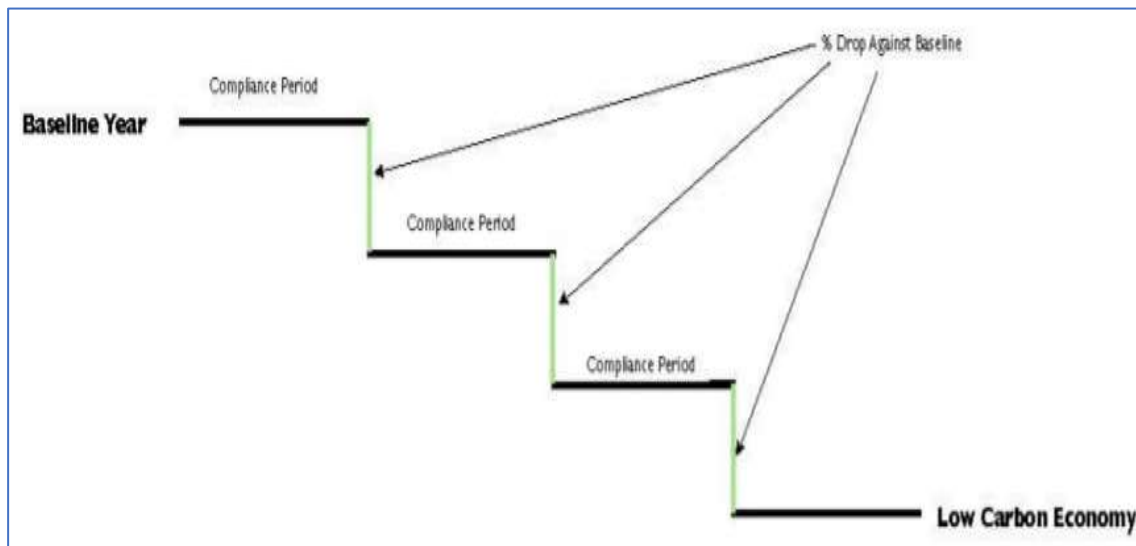 % Drop Against Baseline
Compliance Period
Baseline Year
Compliance Period
Compliance Period
Low Carbon Economy